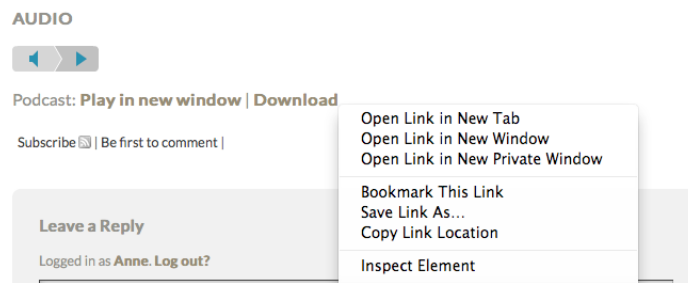 AUDIO
Podcast: Play in new window | Download
Open Link in New Tab
Subscribe | Be first to comment |
Open Link in New Window
Open Link in New Private Window
Bookmark This Link
Save Link As...
Copy Link Location
Inspect Element
Leave a Reply
Logged in as Anne. Log out?